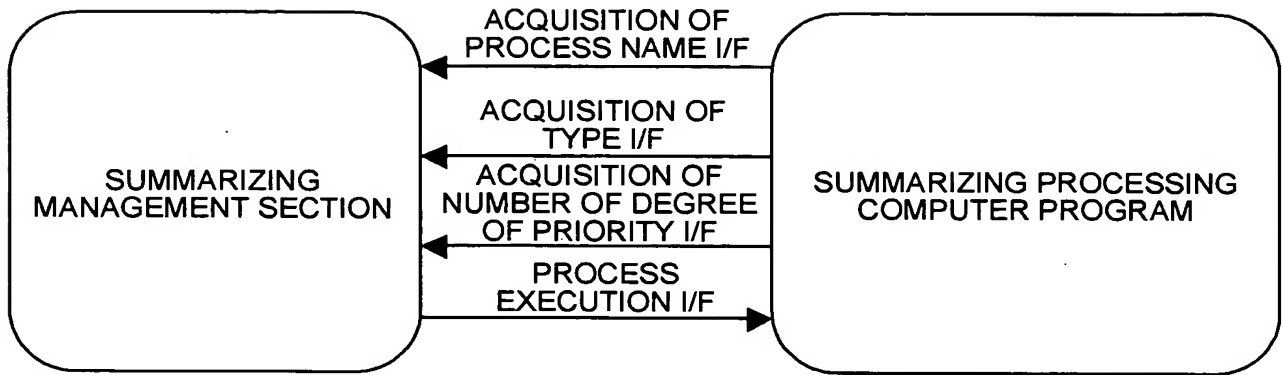 ACQUISITION OF
PROCESS NAME I/F
ACQUISITION OF
TYPE I/F
SUMMARIZING
MANAGEMENT SECTION
ACQUISITION OF
NUMBER OF DEGREE
OF PRIORITY I/F
SUMMARIZING PROCESSING
COMPUTER PROGRAM
PROCESS
EXECUTION I/F